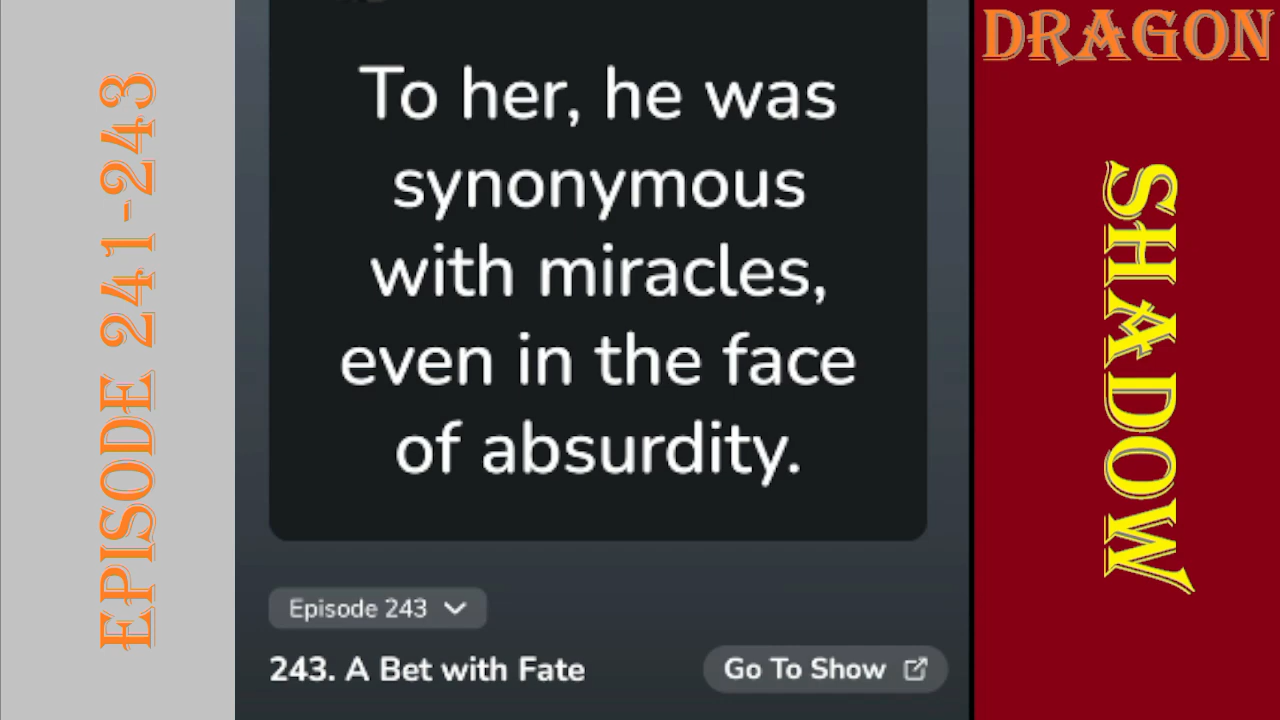 EPISODE 241-243
To her, he was
synonymous
with miracles,
even in the face
of absurdity.
Episode 243
243. A Bet with Fate
Go To Show
DRAGON
SHADOW